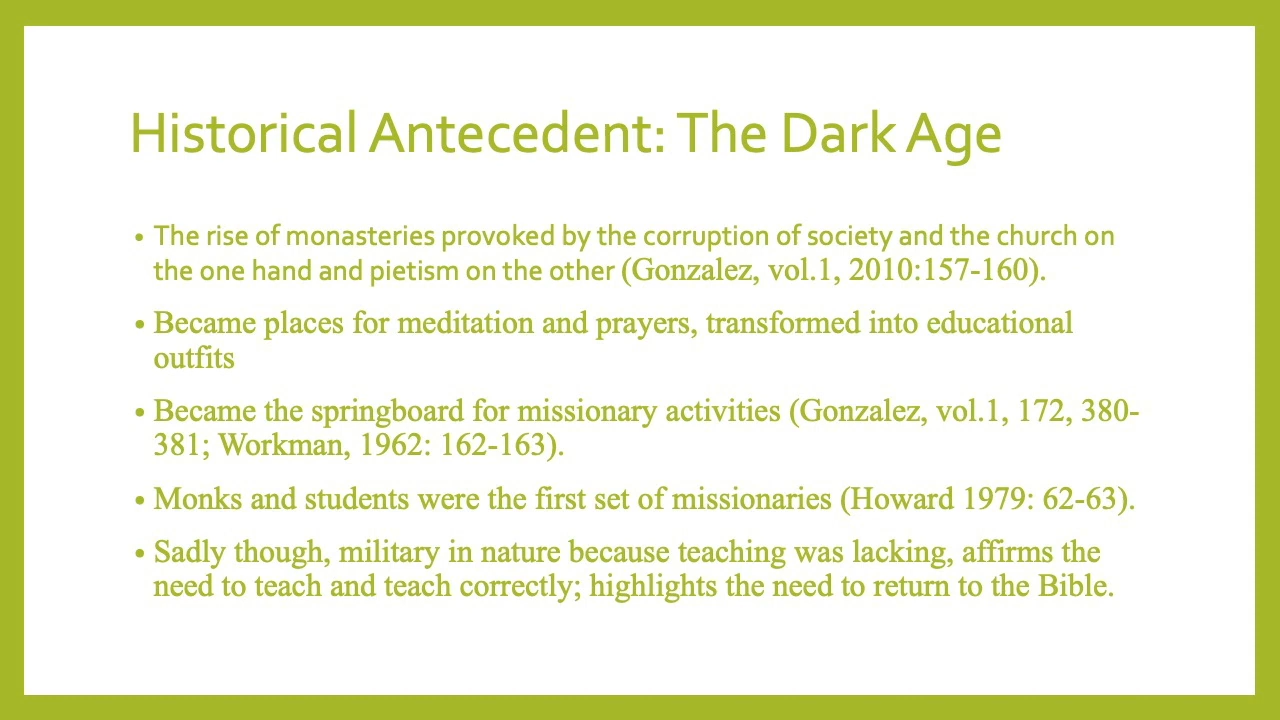 Historical Antecedent: The Dark Age
• The rise of monasteries provoked by the corruption of society and the church on
the one hand and pietism on the other (Gonzalez, vol.1, 2010:157-160).
• Became places for meditation and prayers, transformed into educational
outfits
• Became the springboard for missionary activities (Gonzalez, vol.1, 172, 380-
381; Workman, 1962: 162-163).
• Monks and students were the first set of missionaries (Howard 1979: 62-63).
• Sadly though, military in nature because teaching was lacking, affirms the
need to teach and teach correctly; highlights the need to return to the Bible.